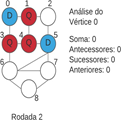 0 1 2
Análise do
Vértice 0
D Q
3 4 5
Soma: 0
Q Q D
Antecessores: 0
Sucessores: 0
6 7
Anteriores: 0
8
Rodada 2